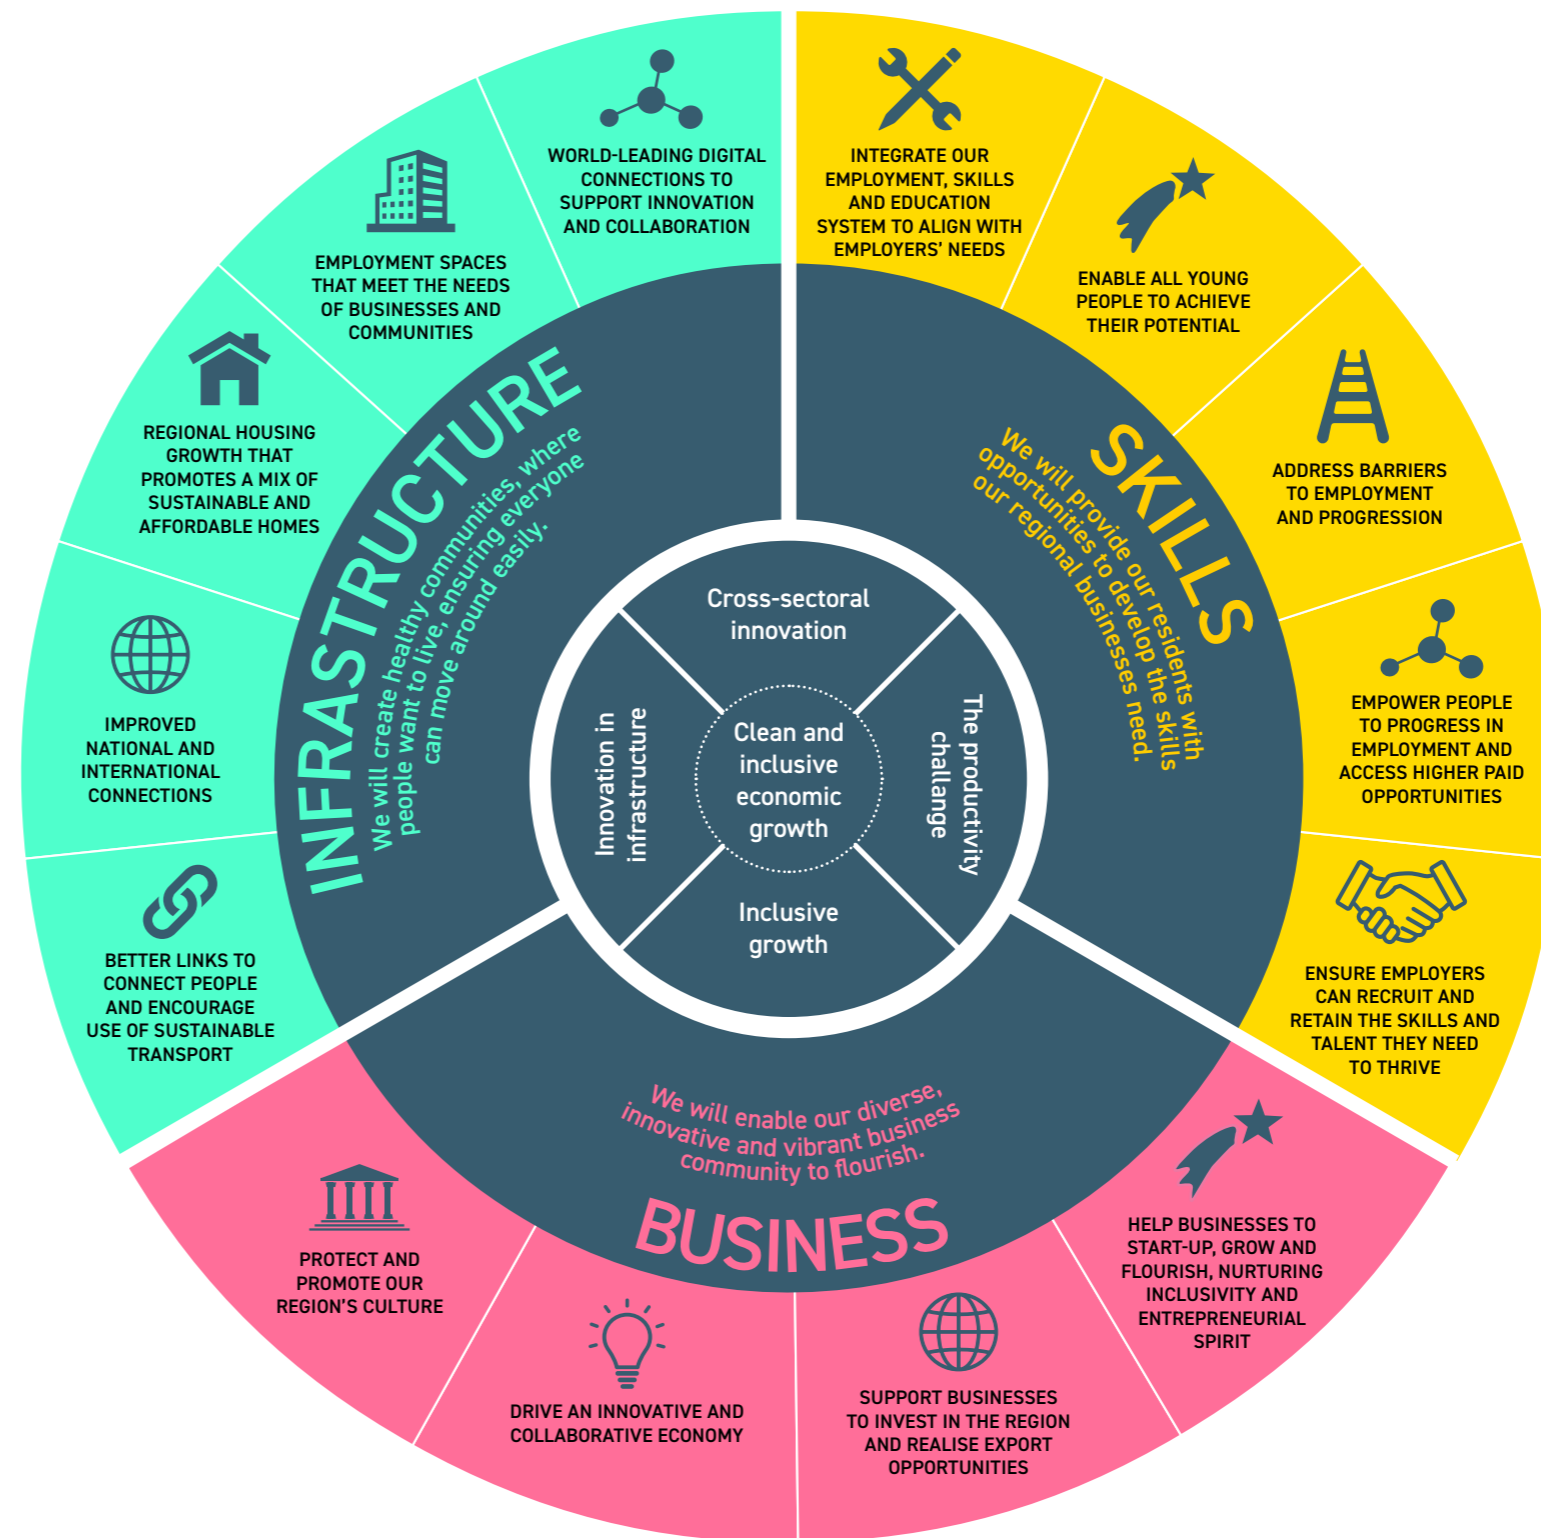 WORLD-LEADING DIGITAL
CONNECTIONS TO
SUPPORT INNOVATION
AND COLLABORATION
EMPLOYMENT SPACES
THAT MEET THE NEEDS
OF BUSINESSES AND
COMMUNITIES
REGIONAL HOUSING
GROWTH THAT
PROMOTES A MIX OF
SUSTAINABLE AND
AFFORDABLE HOMES
IMPROVED
NATIONAL AND
INTERNATIONAL
CONNECTIONS
BETTER LINKS TO
CONNECT PEOPLE
AND ENCOURAGE
USE OF SUSTAINABLE
TRANSPORT
INFRASTRUCTURE
We will create healthy communities, where
people want to live, ensuring everyone
can move around easily.
INTEGRATE OUR
EMPLOYMENT, SKILLS
AND EDUCATION
SYSTEM TO ALIGN WITH
EMPLOYERS’ NEEDS
ENABLE ALL YOUNG
PEOPLE TO ACHIEVE
THEIR POTENTIAL
ADDRESS BARRIERS
TO EMPLOYMENT
AND PROGRESSION
EMPOWER PEOPLE
TO PROGRESS IN
EMPLOYMENT AND
ACCESS HIGHER PAID
OPPORTUNITIES
ENSURE EMPLOYERS
CAN RECRUIT AND
RETAIN THE SKILLS AND
TALENT THEY NEED
TO THRIVE
SKILLS
We will provide our residents with
opportunities to develop the skills
our regional businesses need.
Cross-sectoral
innovation
Innovation in
infrastructure
Clean and
inclusive
economic
growth
The productivity
challange
Inclusive
growth
We will enable our diverse,
innovative and vibrant business
community to flourish.
BUSINESS
PROTECT AND
PROMOTE OUR
REGION’S CULTURE
DRIVE AN INNOVATIVE AND
COLLABORATIVE ECONOMY
SUPPORT BUSINESSES
TO INVEST IN THE REGION
AND REALISE EXPORT
OPPORTUNITIES
HELP BUSINESSES TO
START-UP, GROW AND
FLOURISH, NURTURING
INCLUSIVITY AND
ENTREPRENEURIAL
SPIRIT